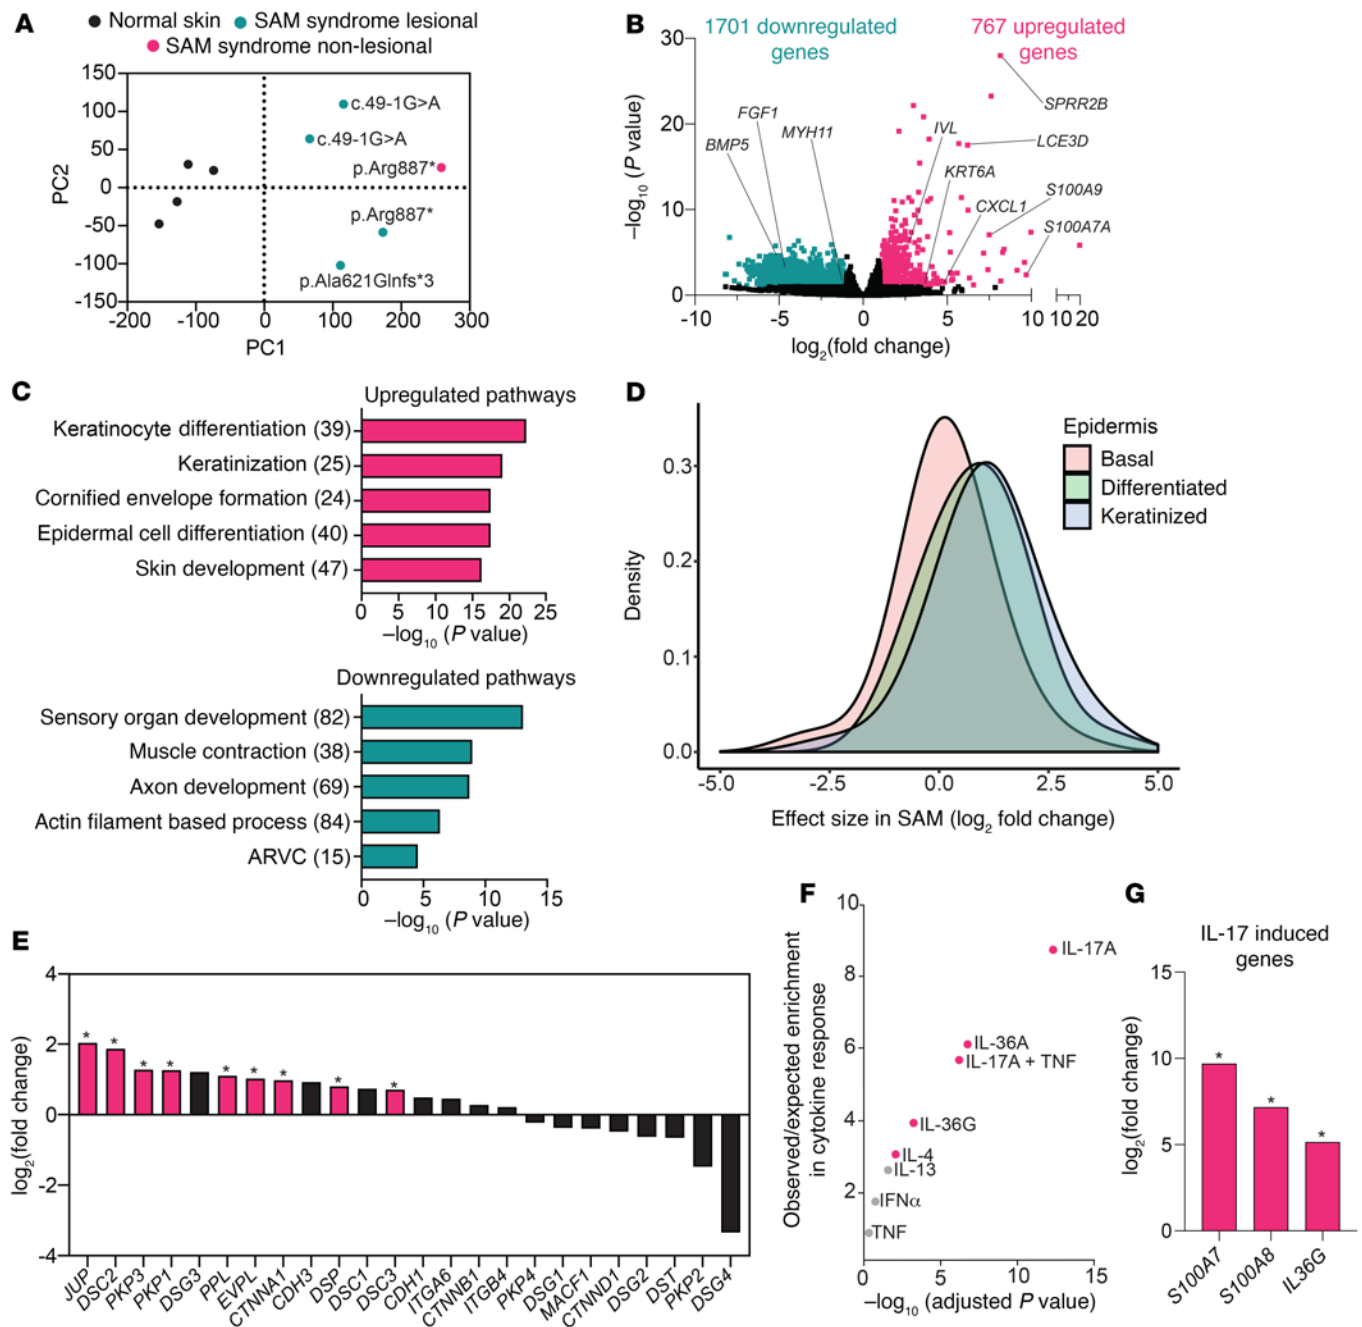 A
Normal skin SAM syndrome lesional
SAM syndrome non-lesional
150
100
50
0
-50
-100
-150
PC2
c.49-1G>A
c.49-1G>A
p.Arg887*
p.Arg887*
p.Ala621Glnfs*3
-200 -100 0 100 200 300
PC1
B
1701 downregulated
genes
767 upregulated
genes
30
20
10
0
–log10 (P value)
SPRR2B
FGF1
MYH11
IVL
BMP5
LCE3D
KRT6A
S100A9
CXCL1
S100A7A
-10 -5 0 5 10 10 20
log2(fold change)
C
Upregulated pathways
Keratinocyte differentiation (39)
Keratinization (25)
Cornified envelope formation (24)
Epidermal cell differentiation (40)
Skin development (47)
0 5 10 15 20 25
–log10 (P value)
Downregulated pathways
Sensory organ development (82)
Muscle contraction (38)
Axon development (69)
Actin filament based process (84)
ARVC (15)
0 5 10 15
–log10 (P value)
D
Epidermis
Basal
Differentiated
Keratinized
0.3
0.2
0.1
0.0
Density
-5.0 -2.5 0.0 2.5 5.0
Effect size in SAM (log2 fold change)
E
4
2
0
-2
-4
log2(fold change)
* * * * * * * * *
JUP DSC2 PKP3 PKP1 DSG3 PPL EVPL CTNNA1 CDH3 DSP DSC1 DSC3 CDH1 ITGA6 CTNNB1 ITGB4 PKP4 DSG1 MACF1 CTNND1 DSG2 DST PKP2 DSG4
F
10
8
6
4
2
Observed/expected enrichment
in cytokine response
IL-17A
IL-36A
IL-17A + TNF
IL-36G
IL-4
IL-13
IFNα
TNF
0 5 10 15
–log10 (adjusted P value)
G
IL-17 induced
genes
15
10
5
0
log2(fold change)
* * *
S100A7 S100A8 IL36G